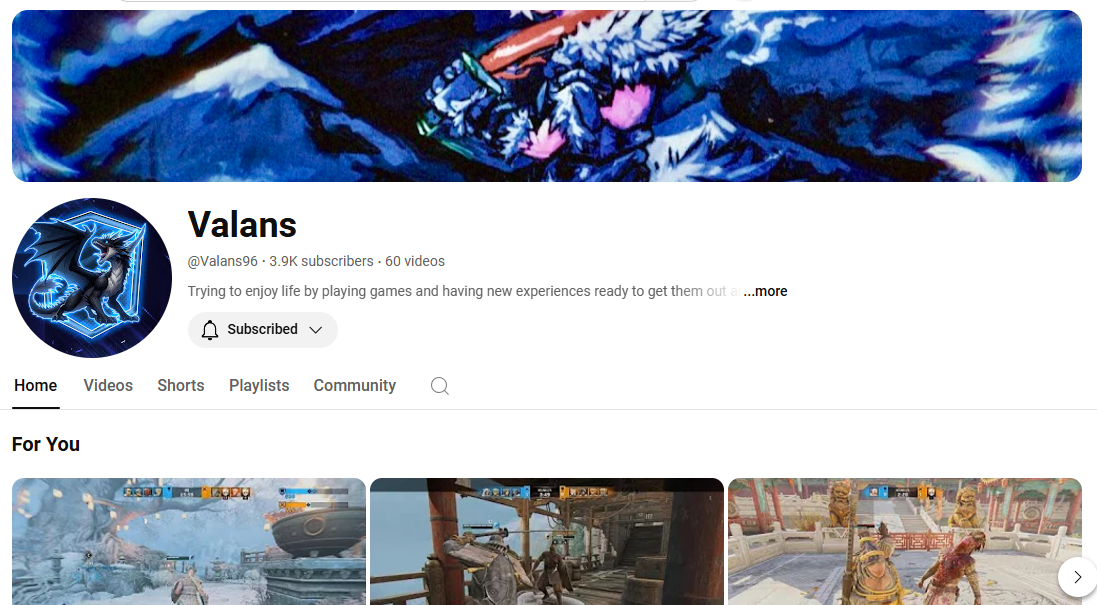 Valans
@Valans96 · 3.9K subscribers · 60 videos
Trying to enjoy life by playing games and having new experiences ready to get them out ...more
Subscribed
Home Videos Shorts Playlists Community
For You